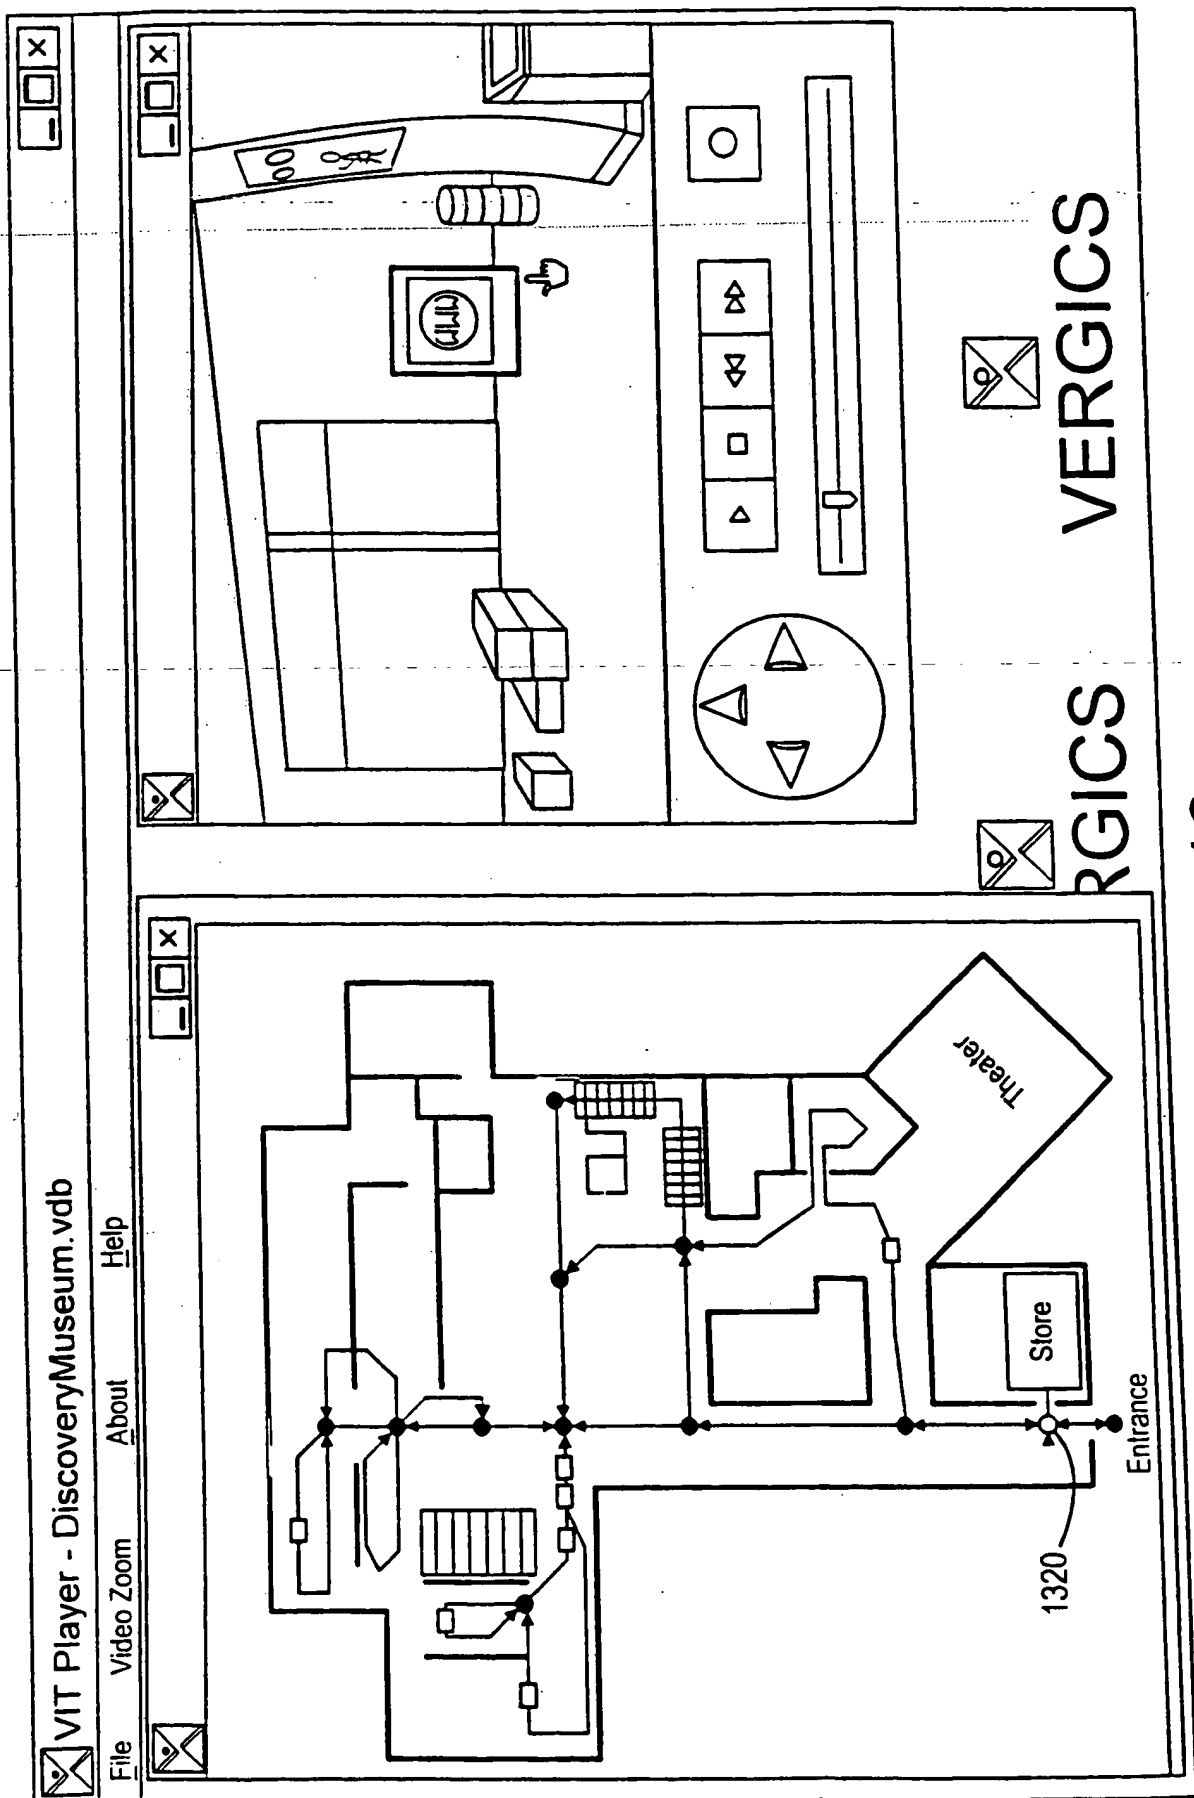 VIT Player - DiscoveryMuseum.vdb
File Video Zoom About Help
Theater
Store
Entrance
1320
RGICS
VERGICS